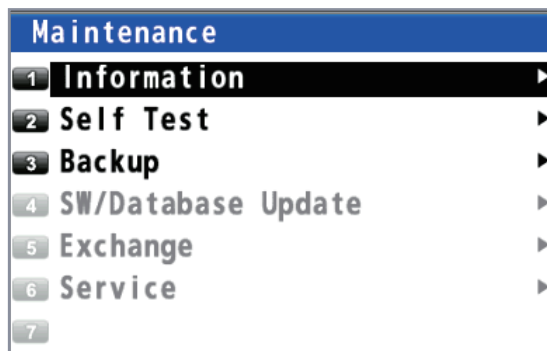 Maintenance
1 Information
2 Self Test
3 Backup
4 SW/Database Update
5 Exchange
6 Service
7